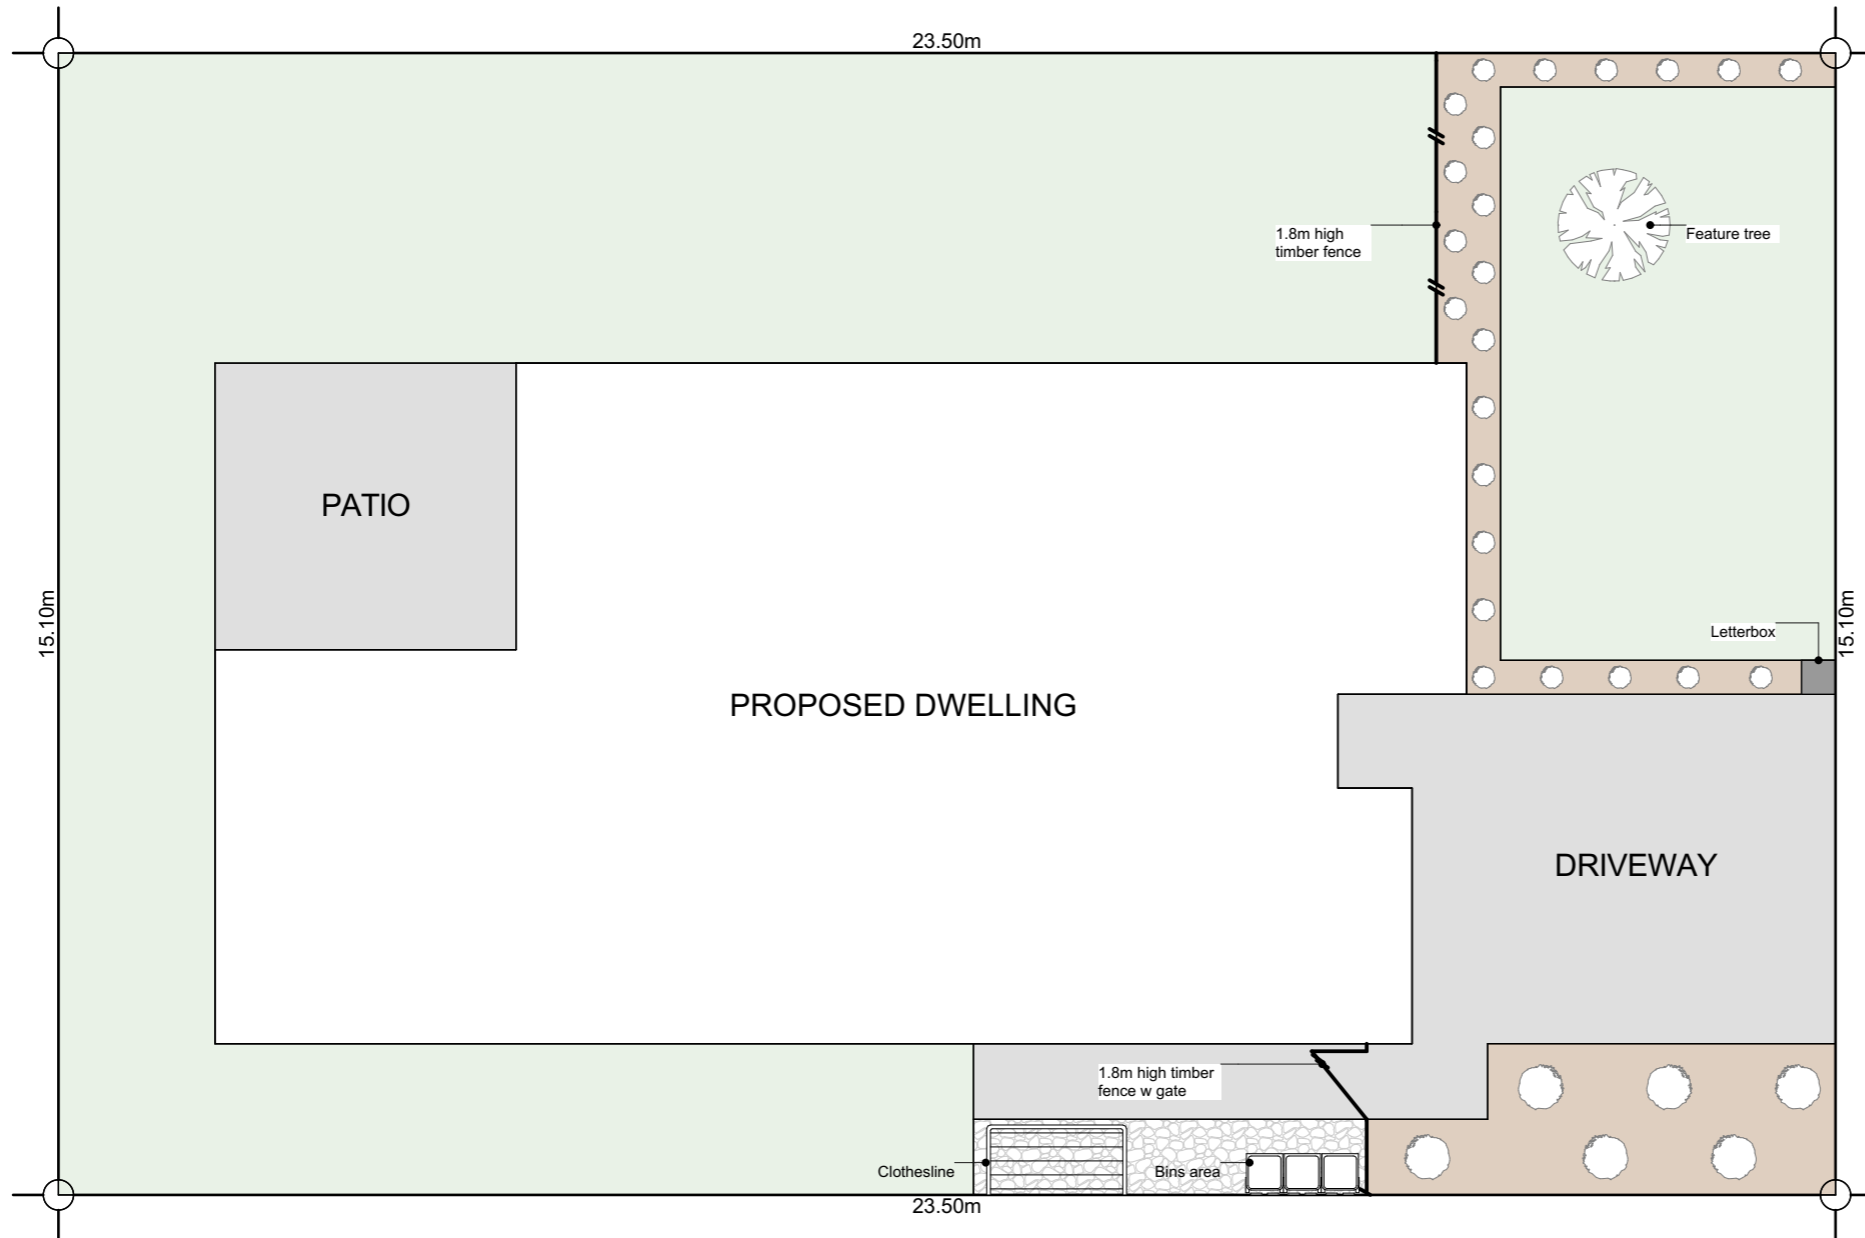 23.50m
1.8m high
timber fence
Feature tree
PATIO
15.10m
Letterbox
15.10m
PROPOSED DWELLING
DRIVEWAY
1.8m high timber
fence w gate
Clothesline
Bins area
23.50m